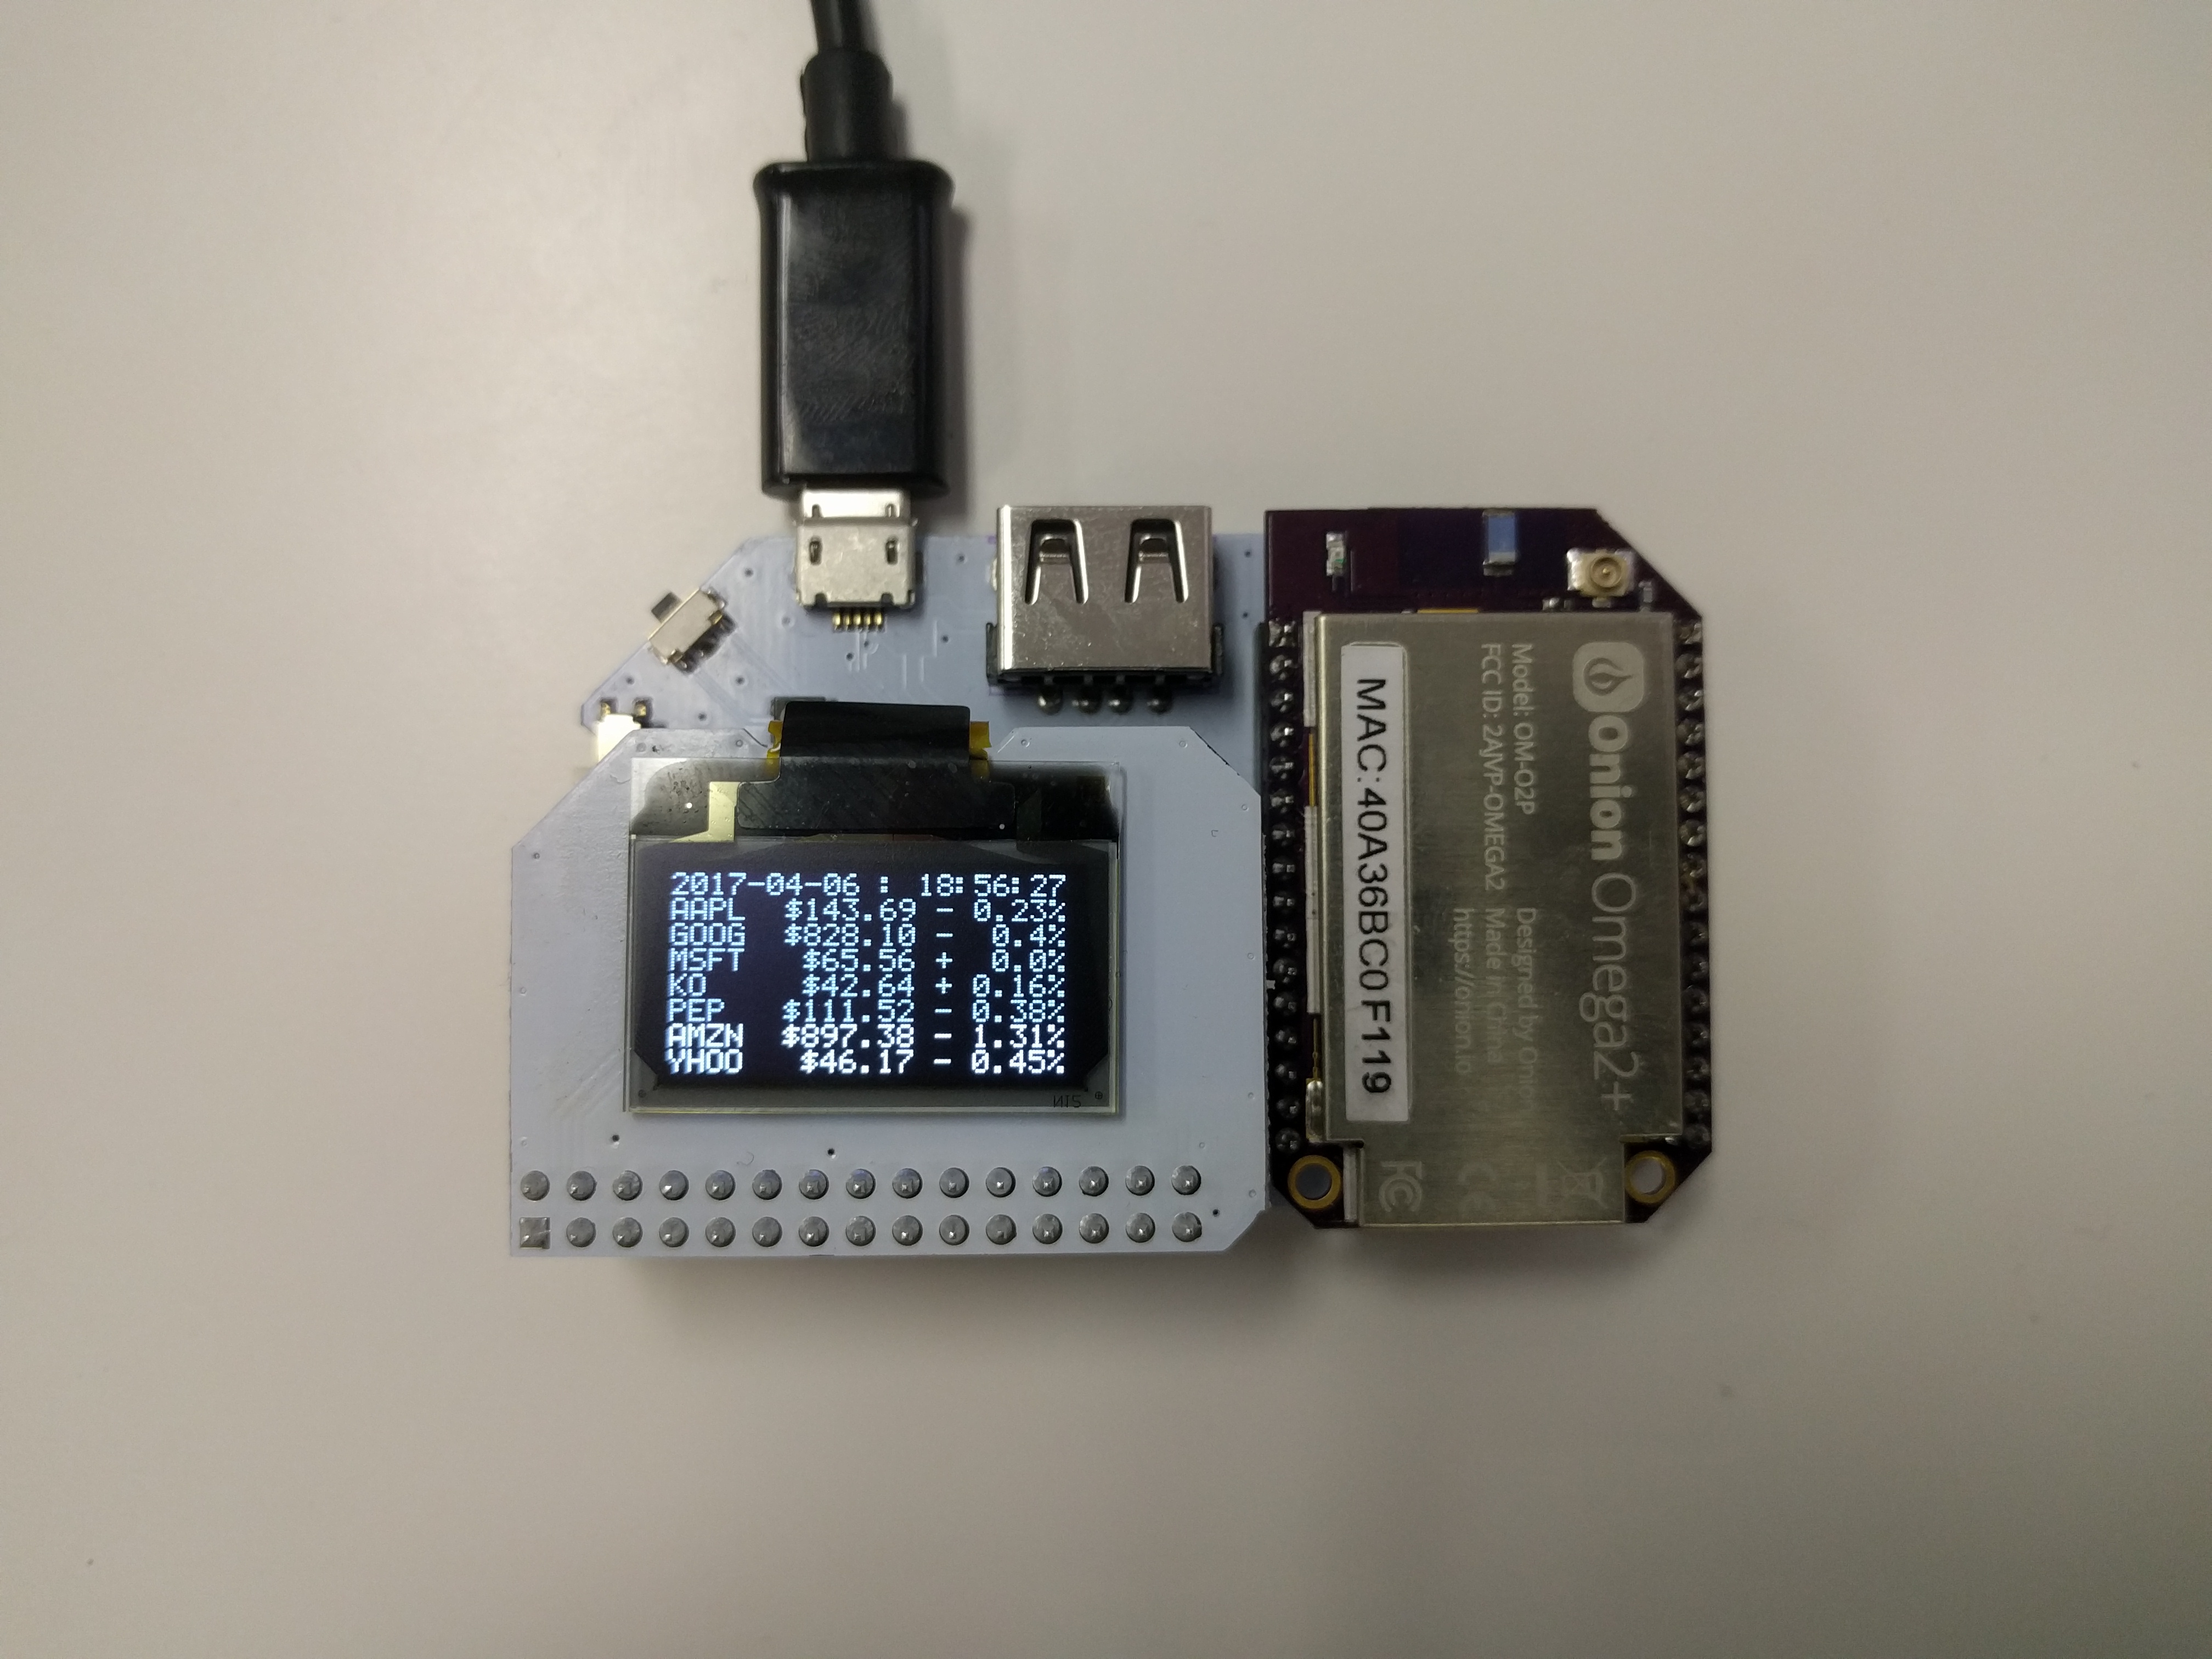 2017-04-06 : 18:56:27
AAPL $143.69 - 0.23%
GOOG $828.10 - 0.4%
MSFT $65.56 + 0.0%
KO $42.64 + 0.16%
PEP $111.52 - 0.38%
AMZN $897.38 - 1.31%
YHOO $46.17 - 0.45%
Onion Omega2+
Model: OM-O2P Designed by Onion
FCC ID: 2AJVP-OMEGA2 Made in China
https://onion.io
MAC:40A36BC0F119
FC CE